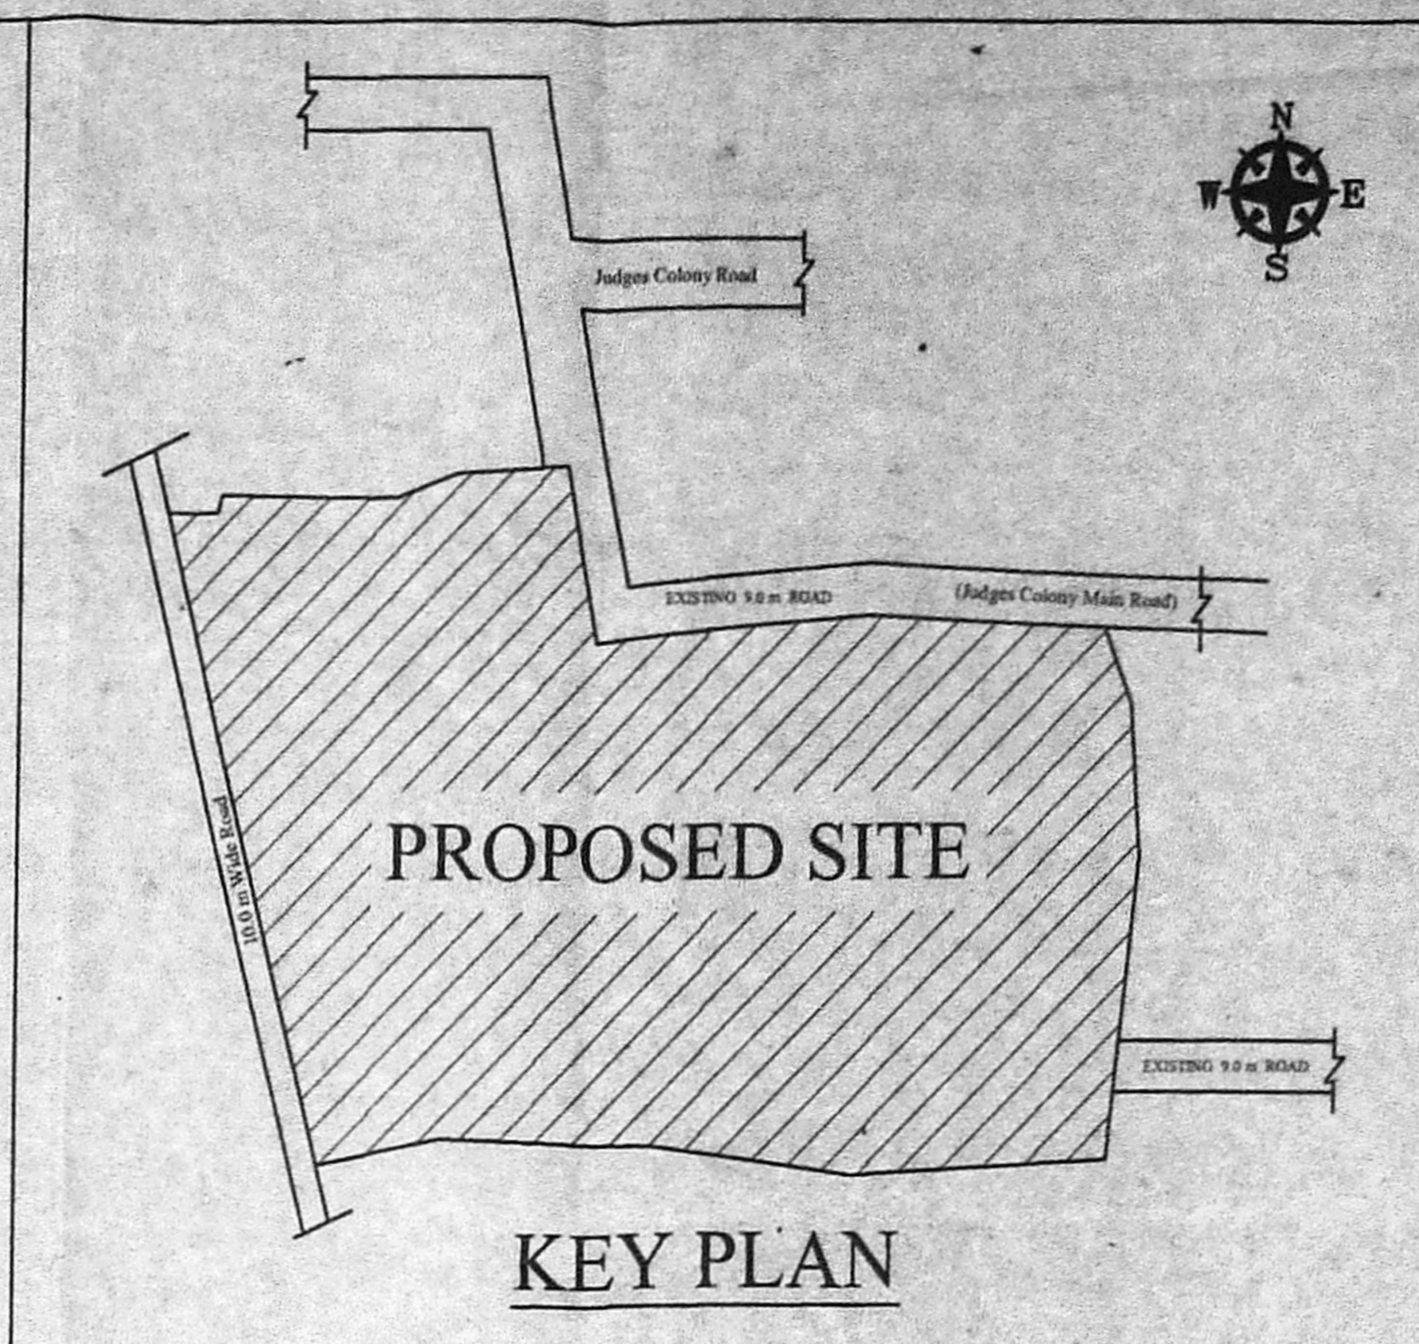 N
W E
S
Judges Colony Road
EXISTING 9.0 m ROAD
(Judges Colony Main Road)
10.0 m Wide Road
PROPOSED SITE
EXISTING 9.0 m ROAD
KEY PLAN